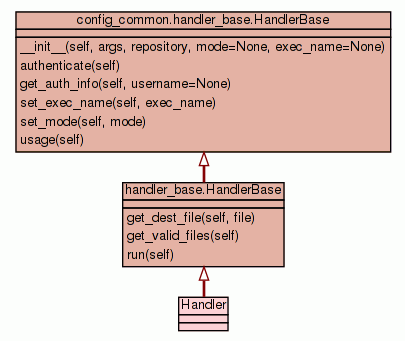 config_common.handler_base.HandlerBase
__init__(self, args, repository, mode=None, exec_name=None)
authenticate(self)
get_auth_info(self, username=None)
set_exec_name(self, exec_name)
set_mode(self, mode)
usage(self)
handler_base.HandlerBase
get_dest_file(self, file)
get_valid_files(self)
run(self)
Handler